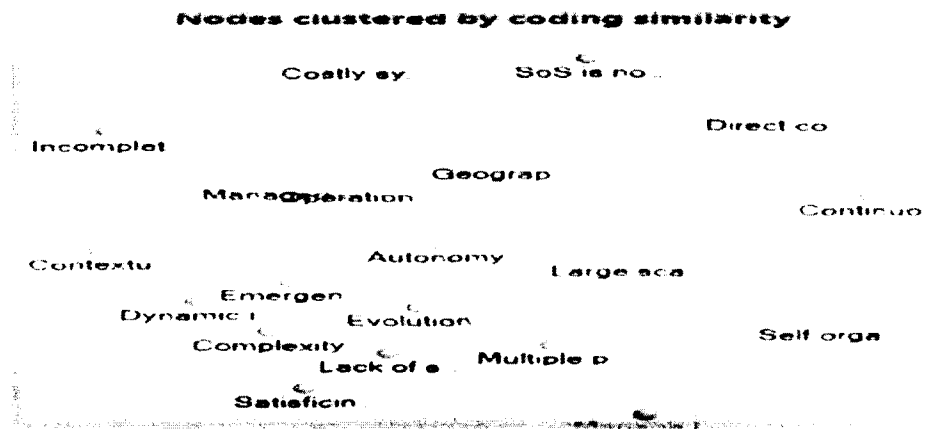 Nodes clustered by coding similarity
Costly sy.
SoS is no ..
Direct co
Incomplet
Geograp
Operation
Continuo
Contextu
Autonomy
Large sca
Emergen
Dynamic i
Evolution
Self orga
Complexity
Multiple p
Lack of e ..
Satisficin